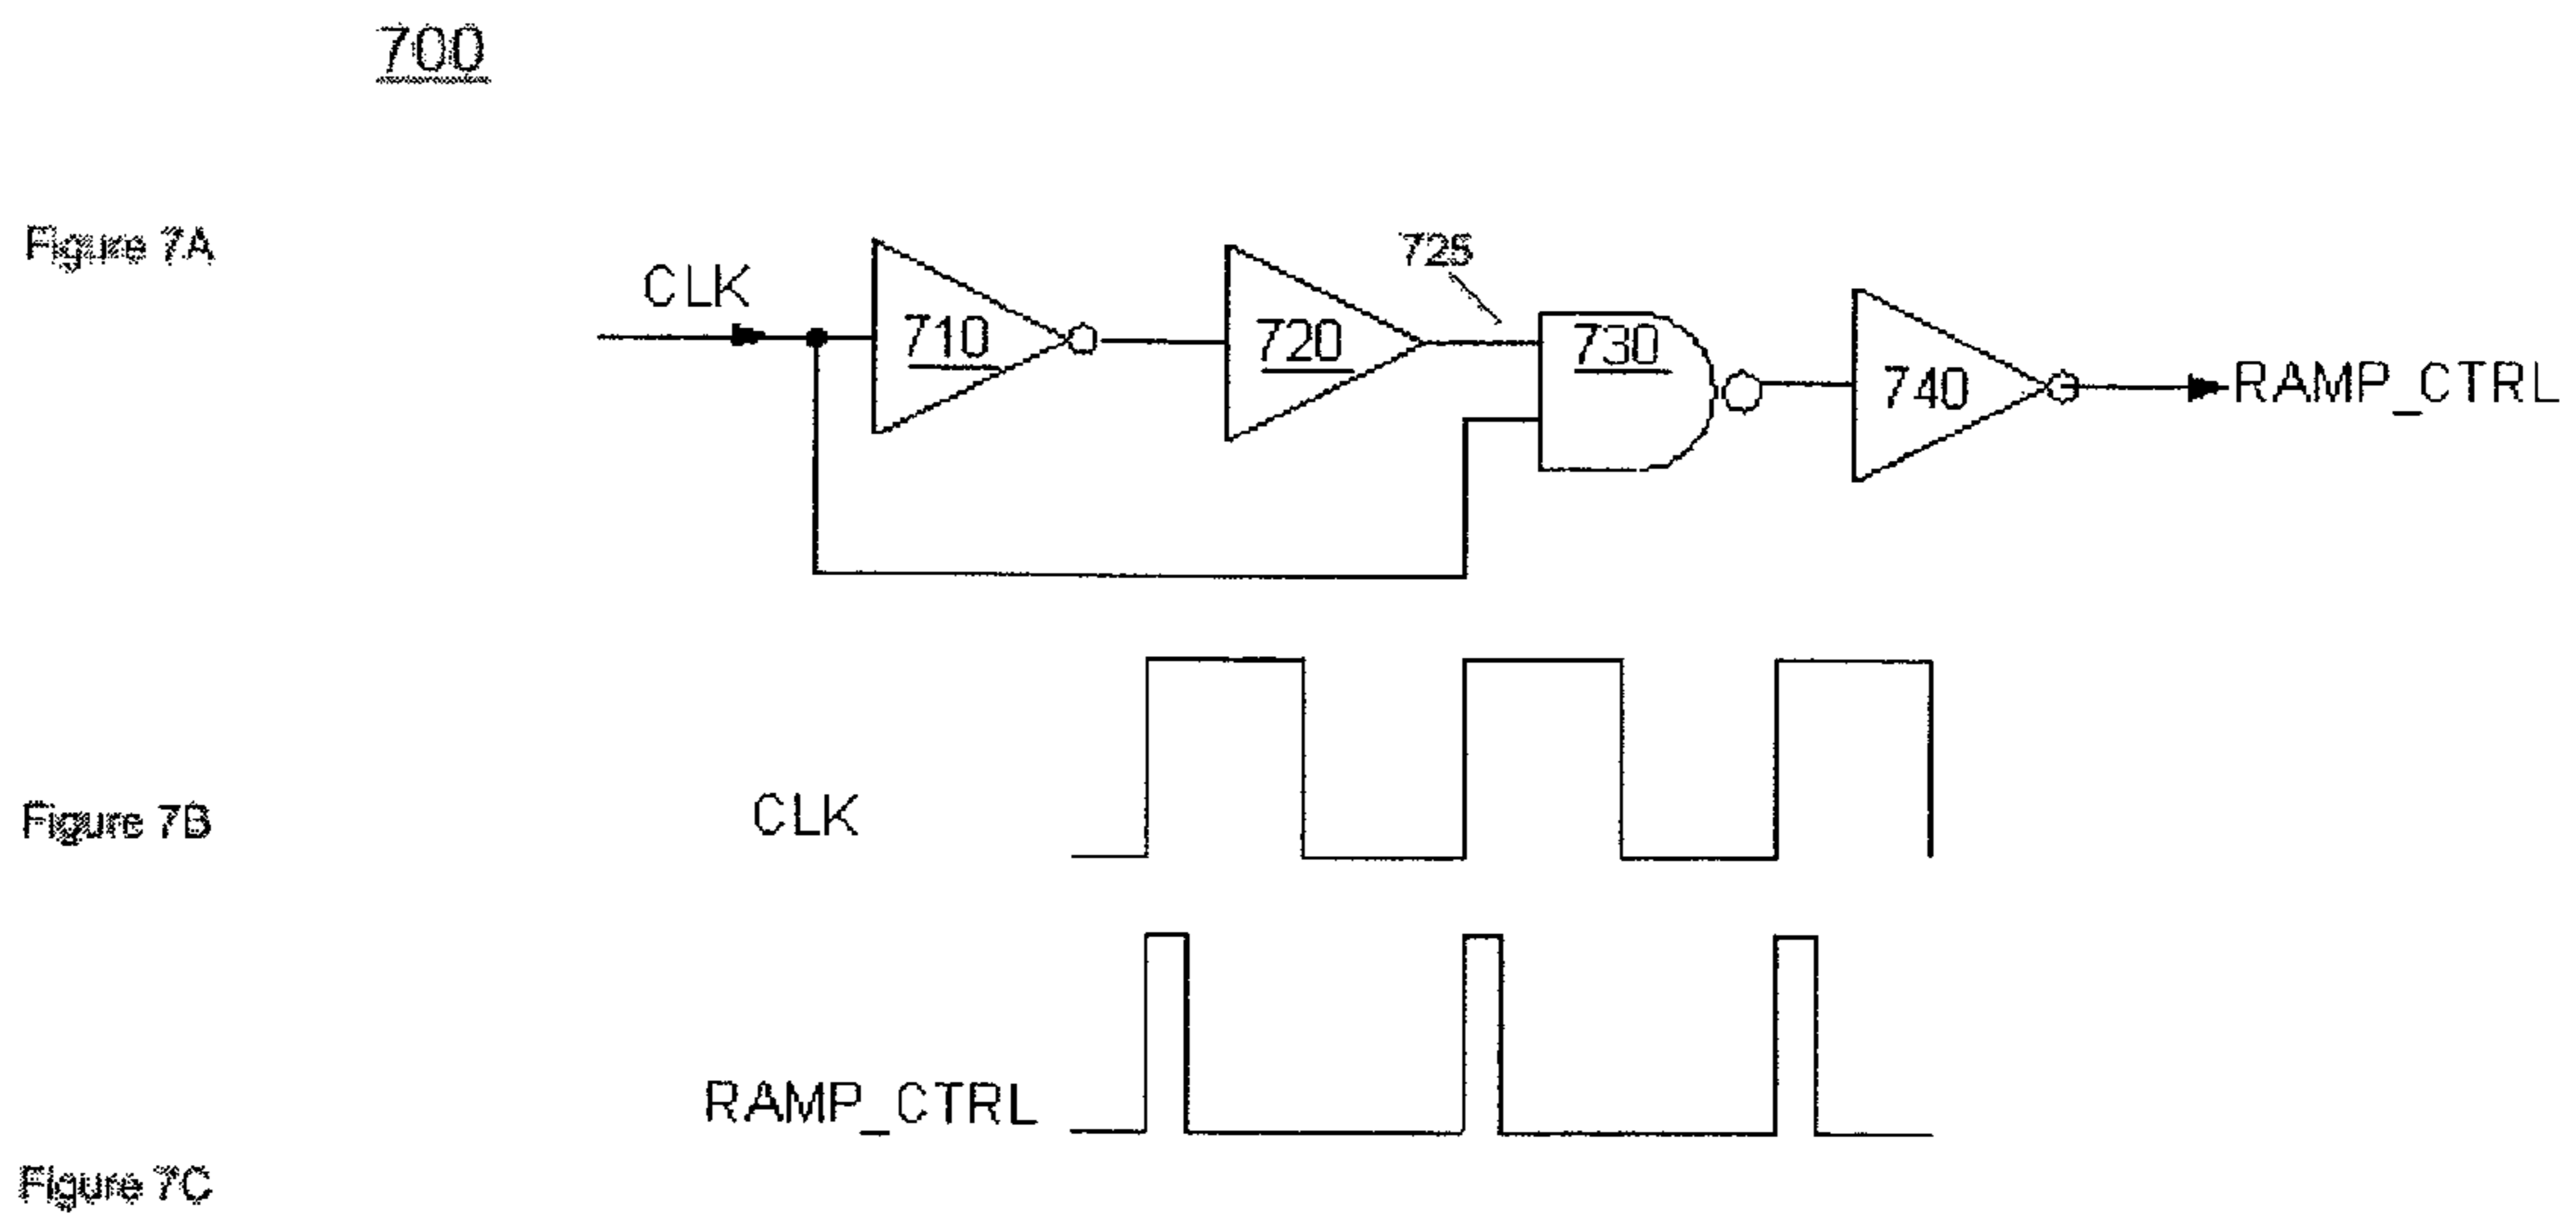 700
Figure 7A
CLK
710
720
725
730
740
RAMP_CTRL
Figure 7B
CLK
RAMP_CTRL
Figure 7C